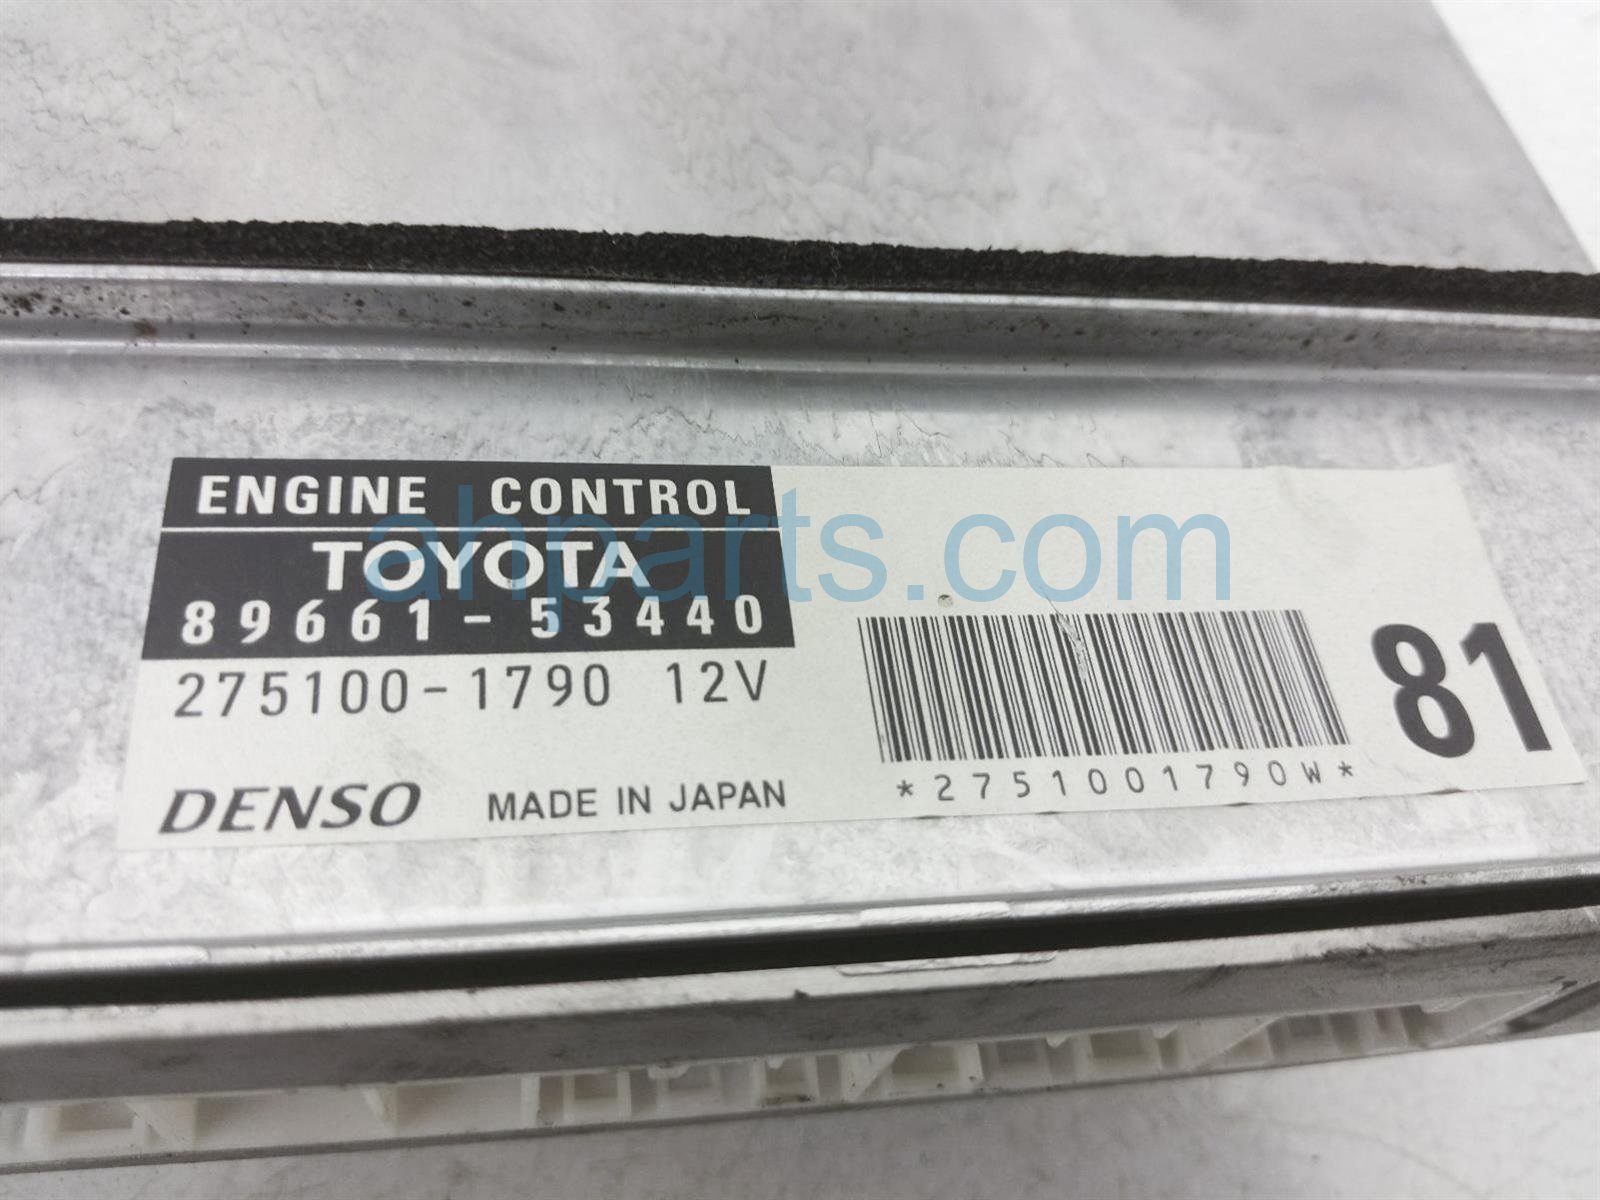 ENGINE CONTROL
TOYOTA
89661-53440
275100-1790 12V
DENSO MADE IN JAPAN
*2751001790W*
81
ahparts.com